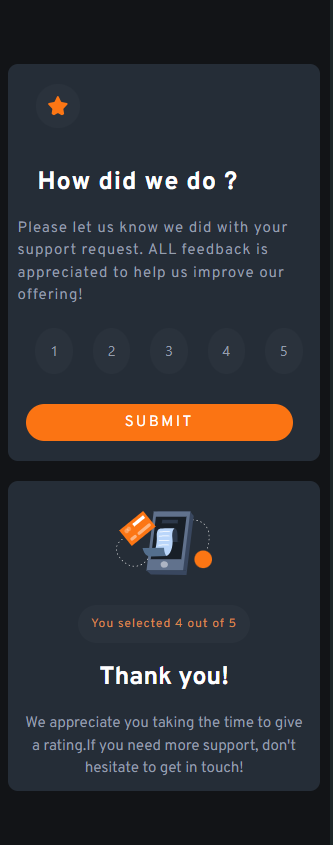 How did we do ?
Please let us know we did with your
support request. ALL feedback is
appreciated to help us improve our
offering!
1 2 3 4 5
SUBMIT
You selected 4 out of 5
Thank you!
We appreciate you taking the time to give
a rating.If you need more support, don't
hesitate to get in touch!